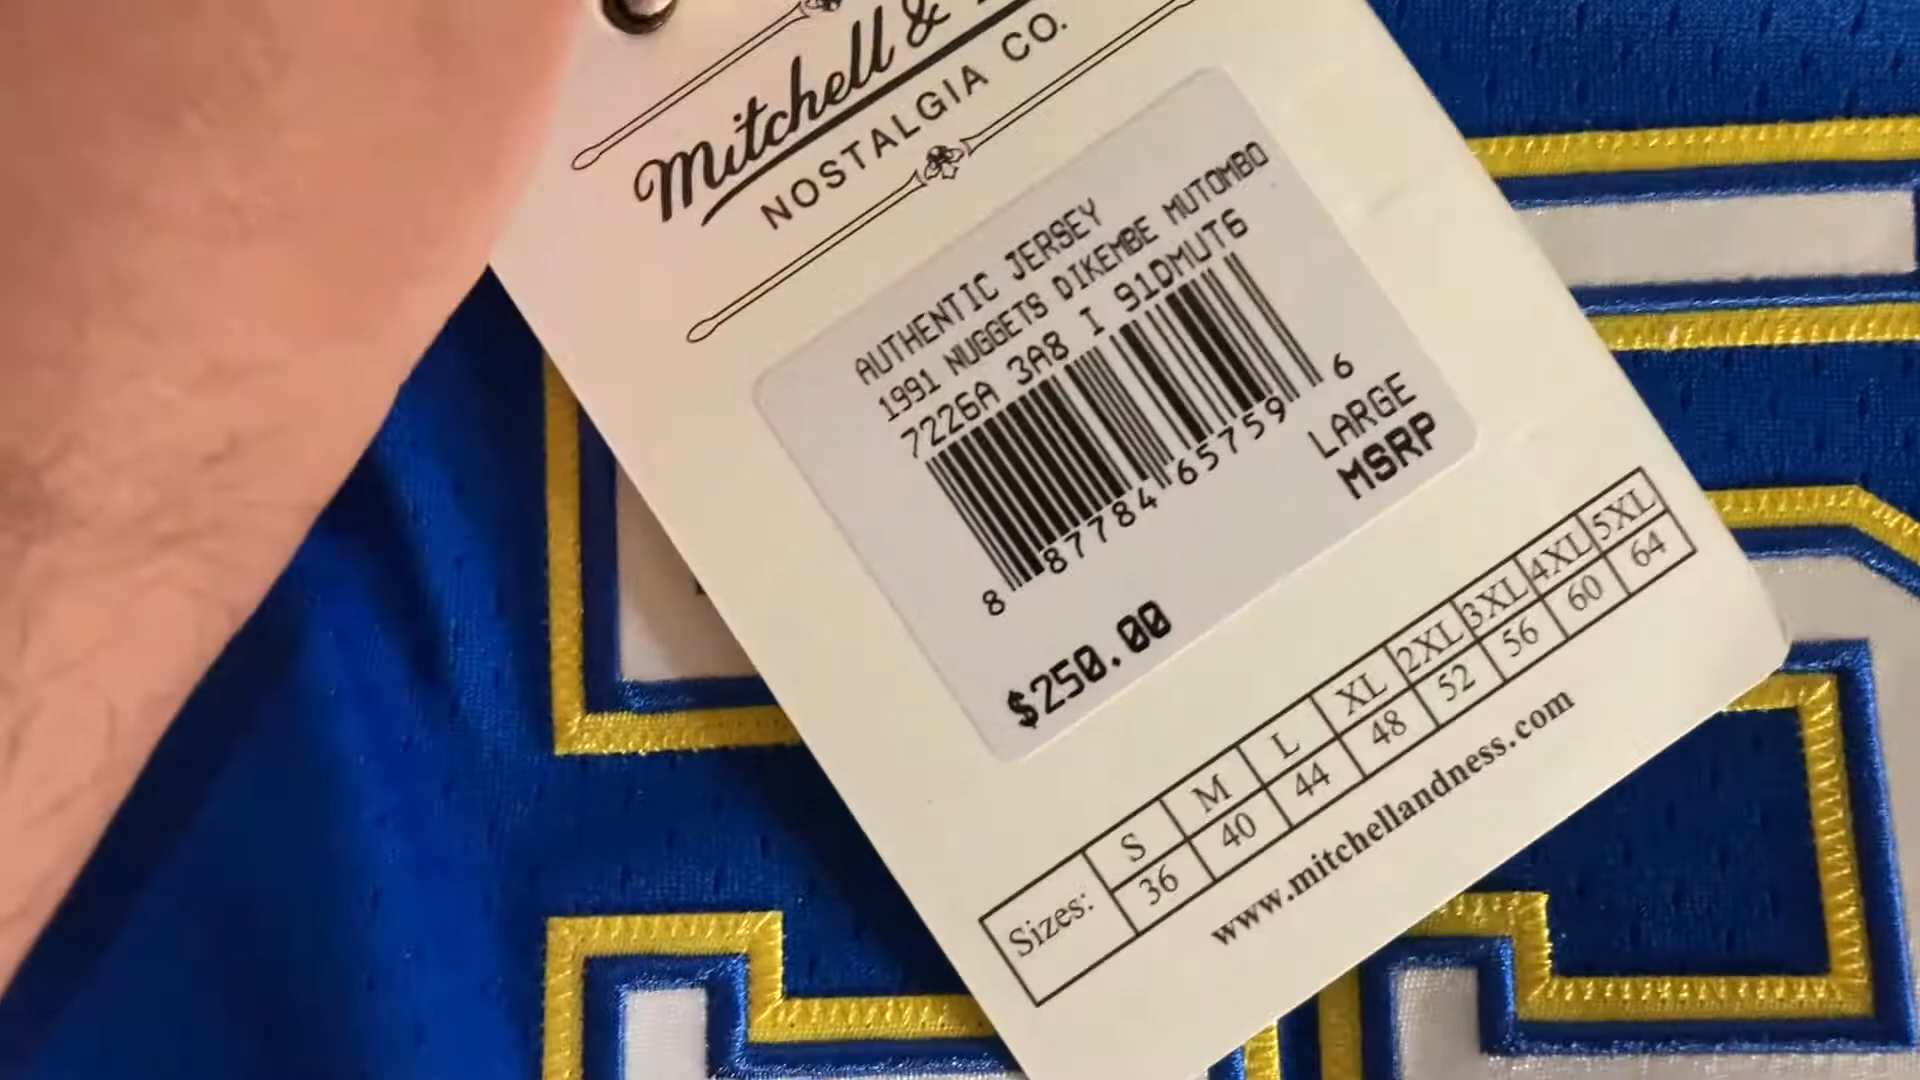 Mitchell &
NOSTALGIA CO.
AUTHENTIC JERSEY
1991 NUGGETS DIKEMBE MUTOMBO
7226A 3A8 I 91DMUT6
8 87784 65759 6
LARGE
MSRP
$250.00
Sizes: S M L XL 2XL 3XL 4XL 5XL
36 40 44 48 52 56 60 64
www.mitchellandness.com